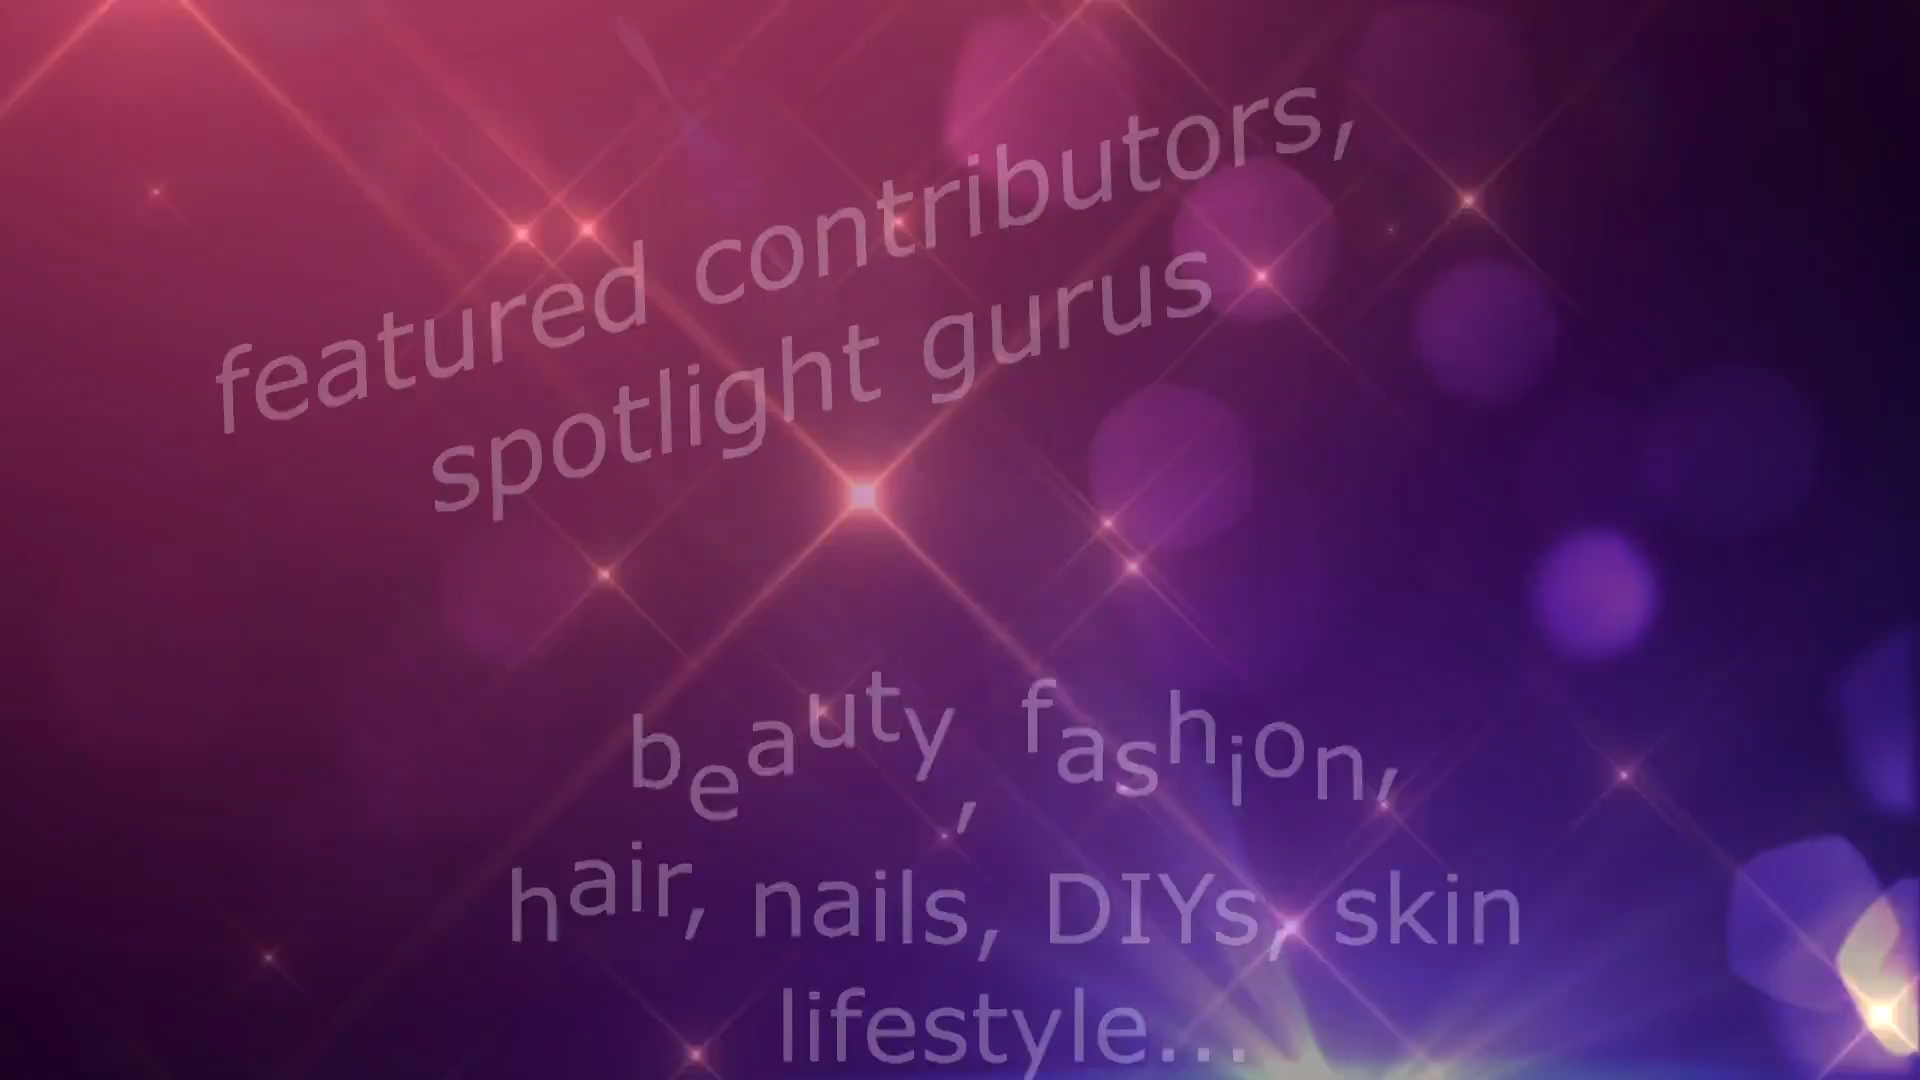 featured contributors,
spotlight gurus
beauty, fashion,
hair, nails, DIYs, skin
lifestyle...